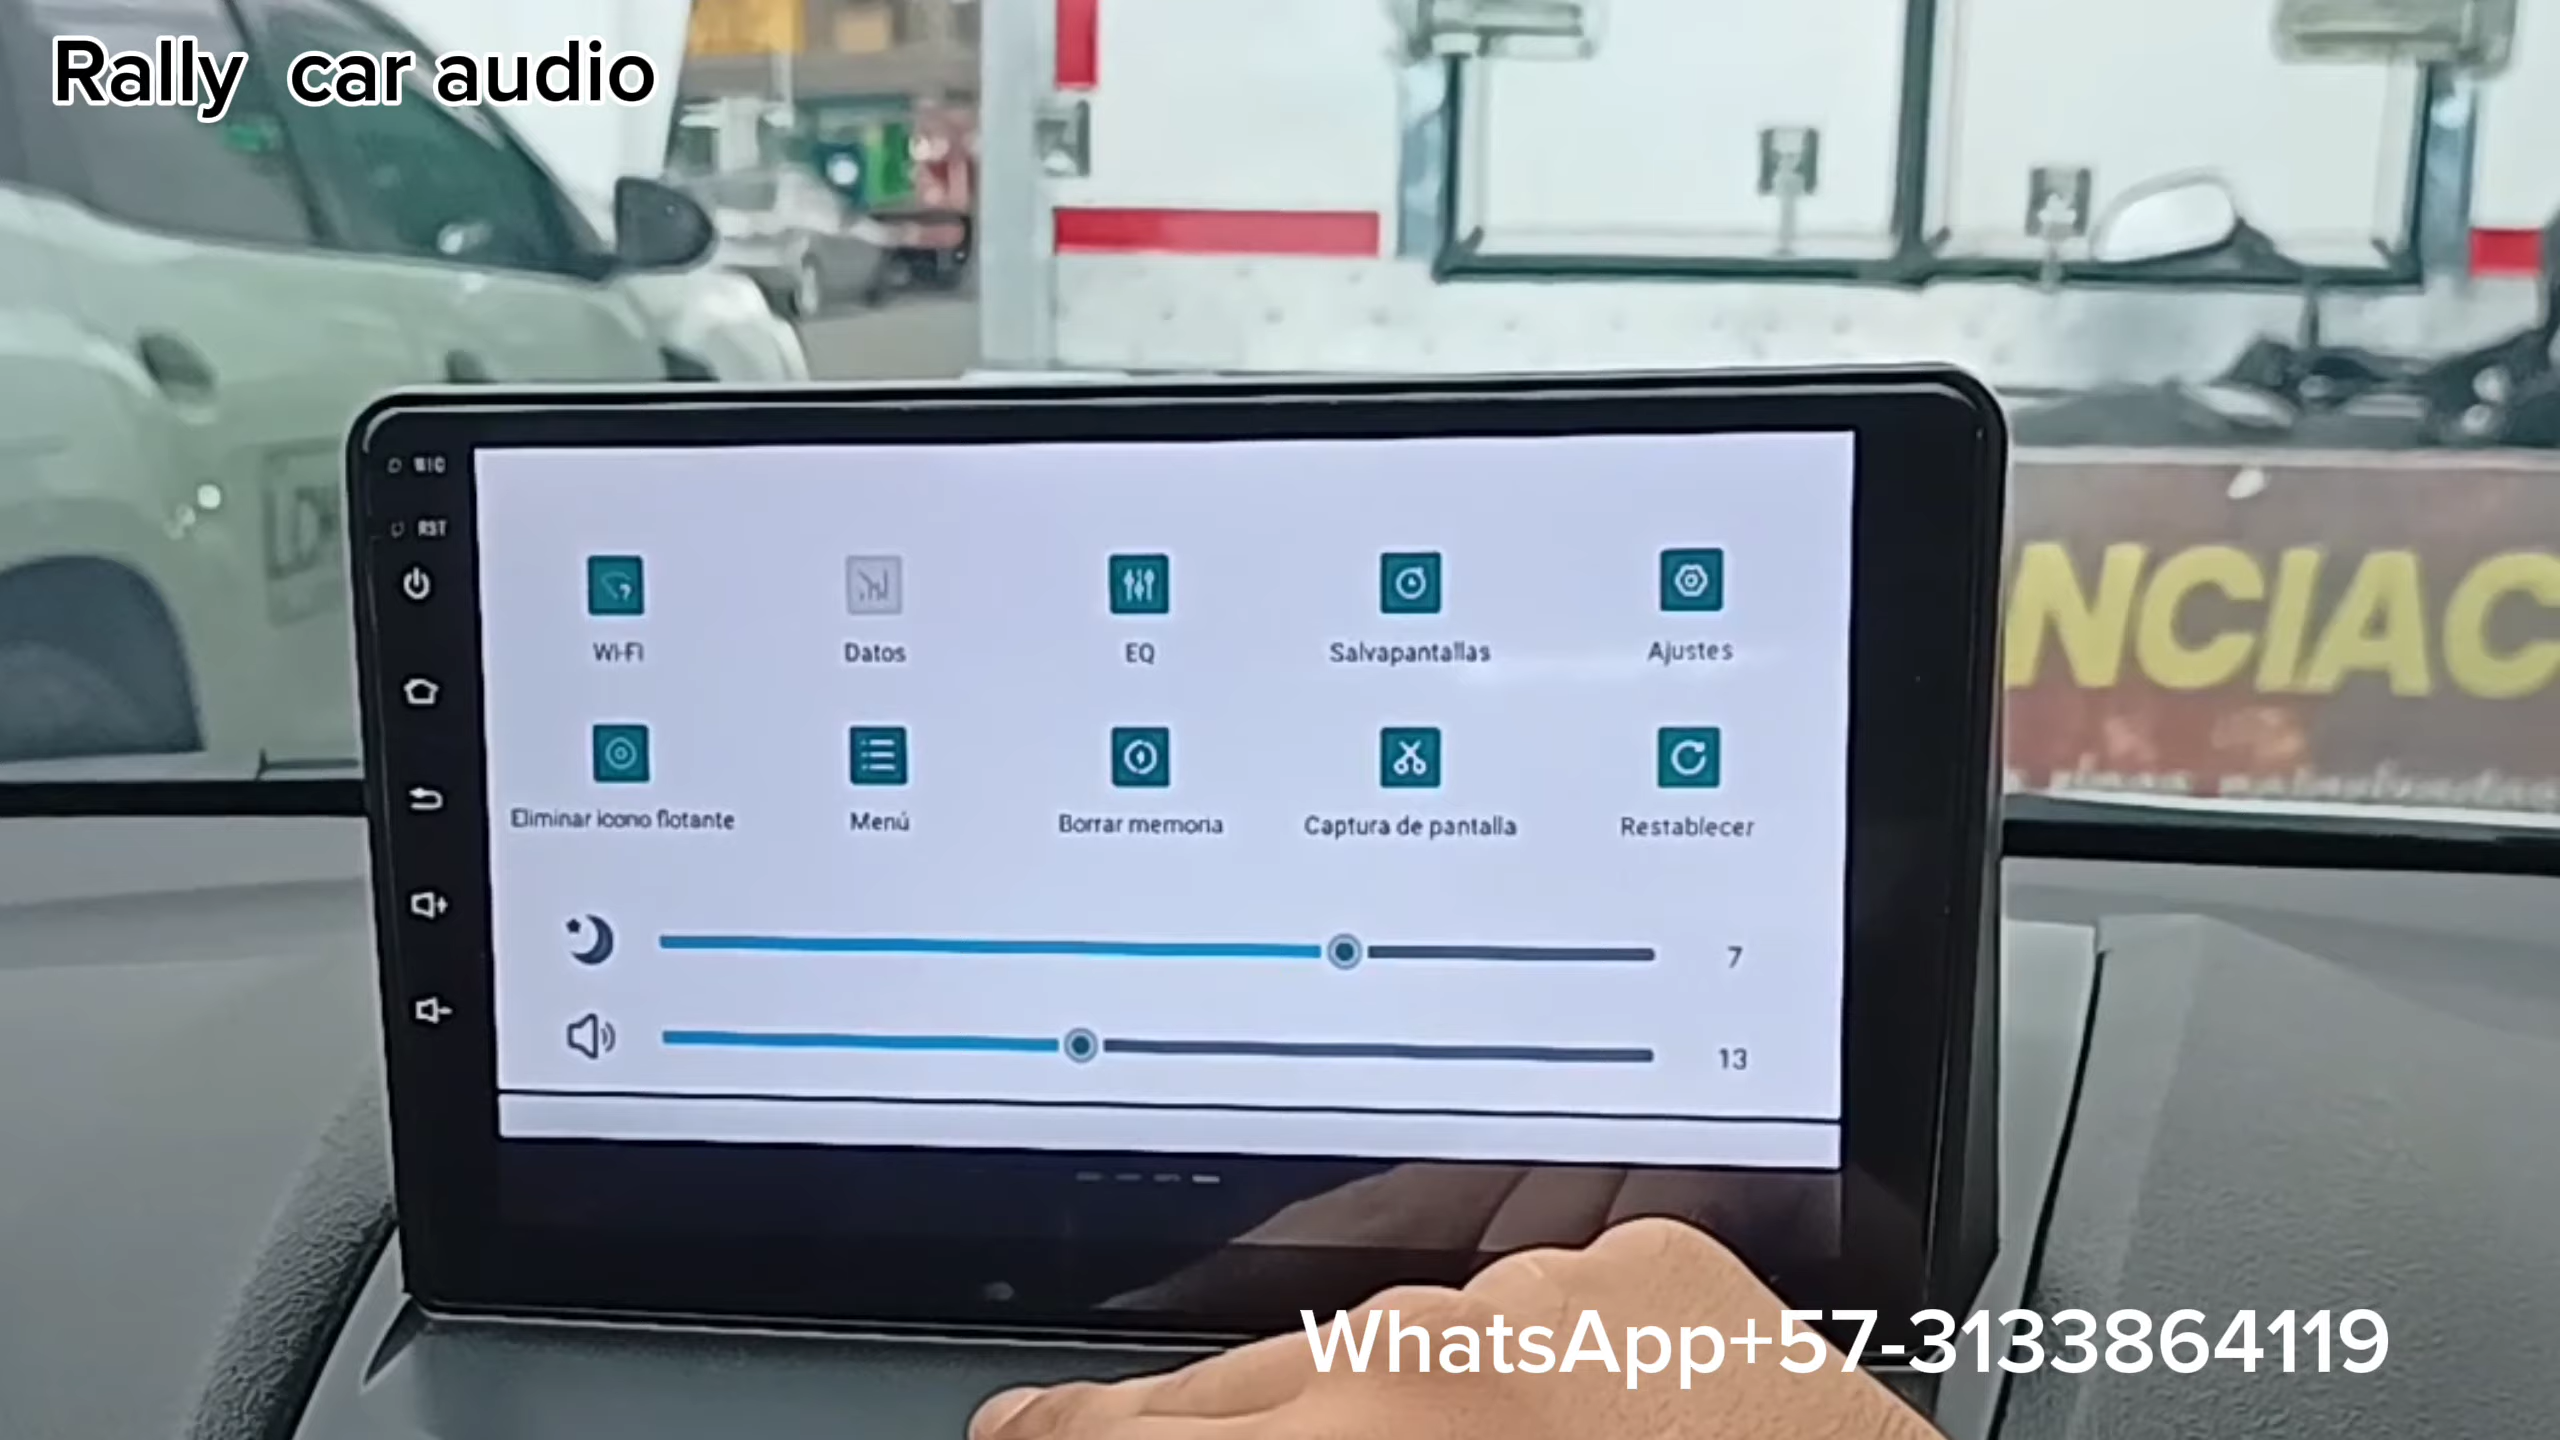 Rally car audio
MIC
RST
WI-FI
Datos
EQ
Salvapantallas
Ajustes
Eliminar icono flotante
Menú
Borrar memoria
Captura de pantalla
Restablecer
7
13
NCIAC
WhatsApp+57-3133864119